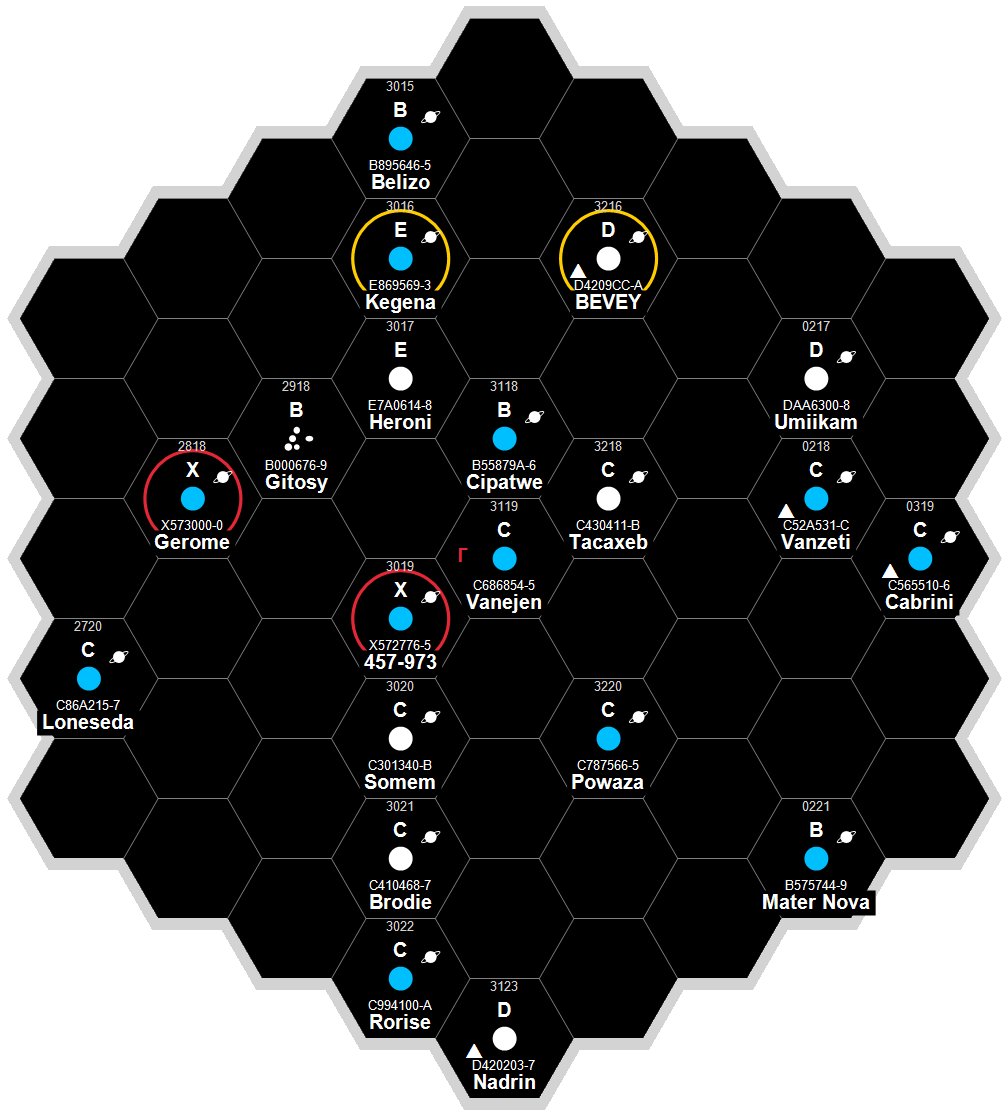 3015
B
B895646-5
Belizo
3016
E
E869569-3
Kegena
3216
D
D4209CC-A
BEVEY
3017
E
E7A0614-8
Heroni
0217
D
DAA6300-8
Umiikam
2918
B
B000676-9
Gitosy
3118
B
B55879A-6
Cipatwe
2818
X
X573000-0
Gerome
3218
C
C430411-B
Tacaxeb
0218
C
C52A531-C
Vanzeti
3119
C
Γ
C686854-5
Vanejen
0319
C
C565510-6
Cabrini
3019
X
X572776-5
457-973
2720
C
C86A215-7
Loneseda
3020
C
C301340-B
Somem
3220
C
C787566-5
Powaza
3021
C
C410468-7
Brodie
0221
B
B575744-9
Mater Nova
3022
C
C994100-A
Rorise
3123
D
D420203-7
Nadrin